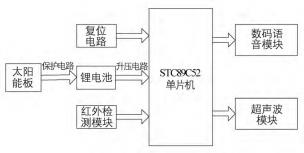 复位
电路
太阳
能板
保护电路
锂电池
升压电路
红外检
测模块
STC89C52
单片机
数码语
音模块
超声波
模块